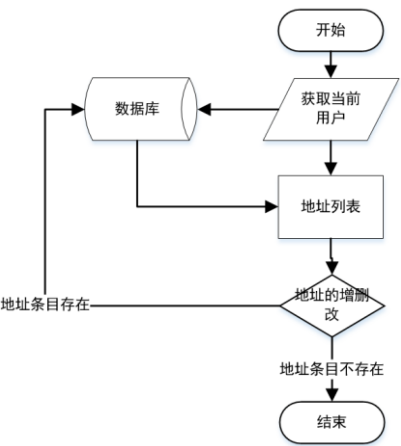 开始
数据库
获取当前
用户
地址列表
地址的增删
改
地址条目存在
地址条目不存在
结束